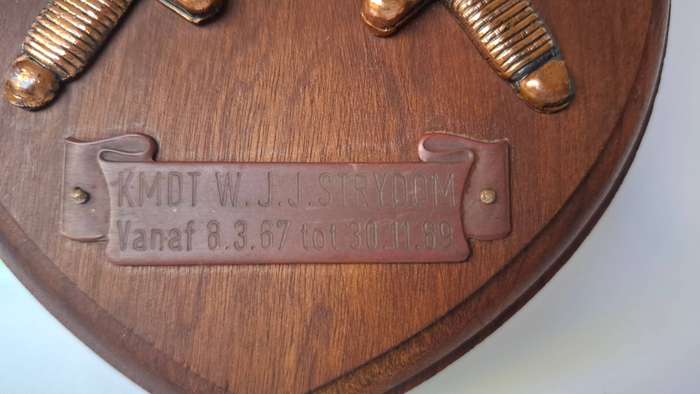 KMDT W.J.J.STRYDOM
Vanaf 8.3.67 tot 30.11.69